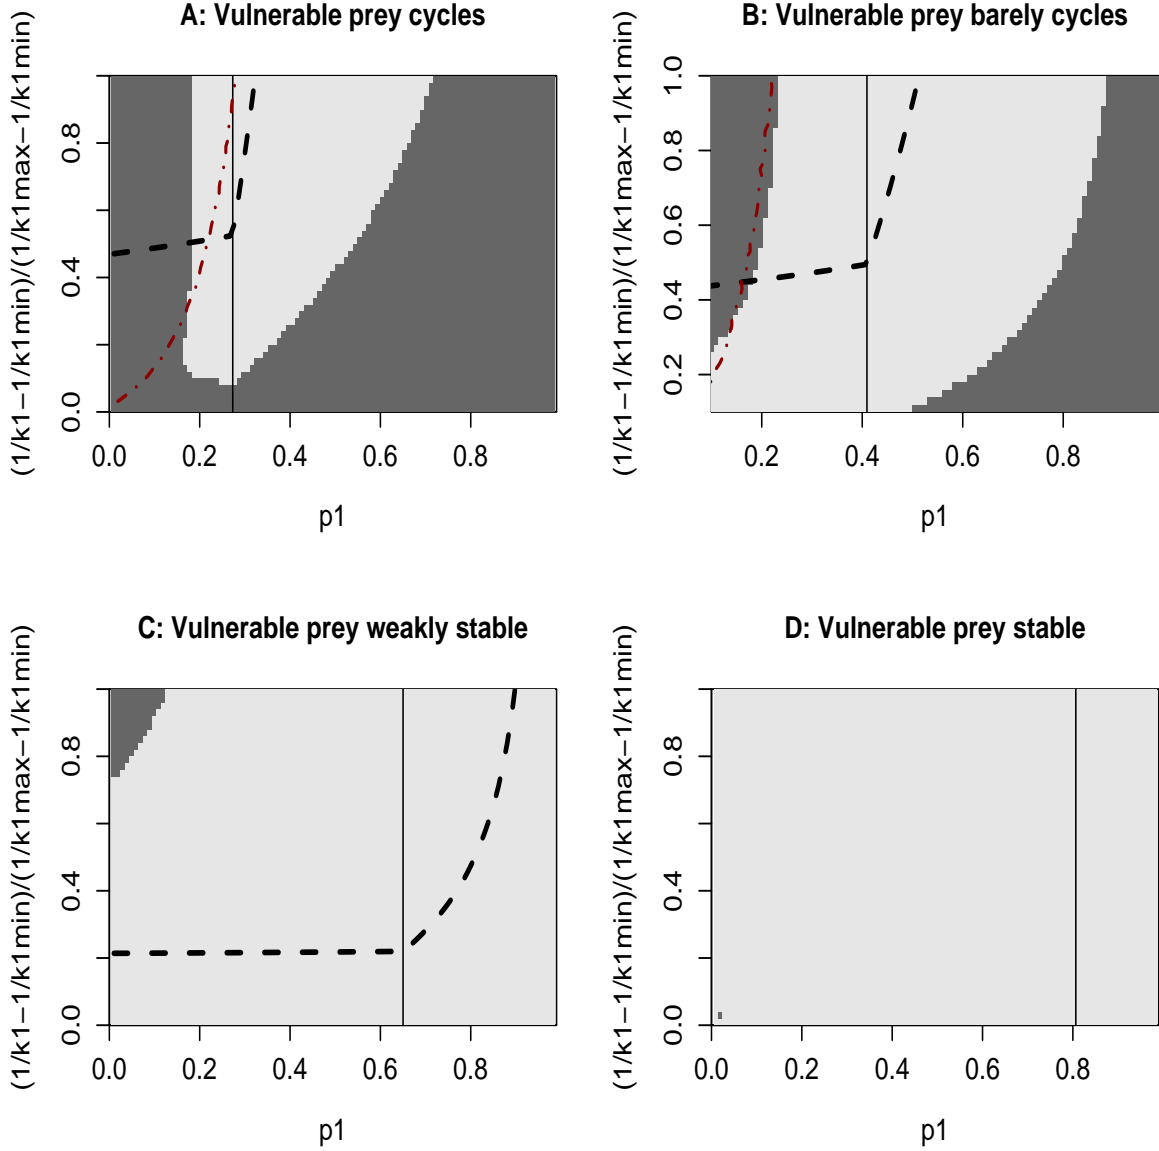 A: Vulnerable prey cycles
(1/k1−1/k1min)/(1/k1max−1/k1min)
0.0 0.4 0.8
0.0 0.2 0.4 0.6 0.8
p1
B: Vulnerable prey barely cycles
(1/k1−1/k1min)/(1/k1max−1/k1min)
0.2 0.4 0.6 0.8 1.0
0.2 0.4 0.6 0.8
p1
C: Vulnerable prey weakly stable
(1/k1−1/k1min)/(1/k1max−1/k1min)
0.0 0.4 0.8
0.0 0.2 0.4 0.6 0.8
p1
D: Vulnerable prey stable
(1/k1−1/k1min)/(1/k1max−1/k1min)
0.0 0.4 0.8
0.0 0.2 0.4 0.6 0.8
p1